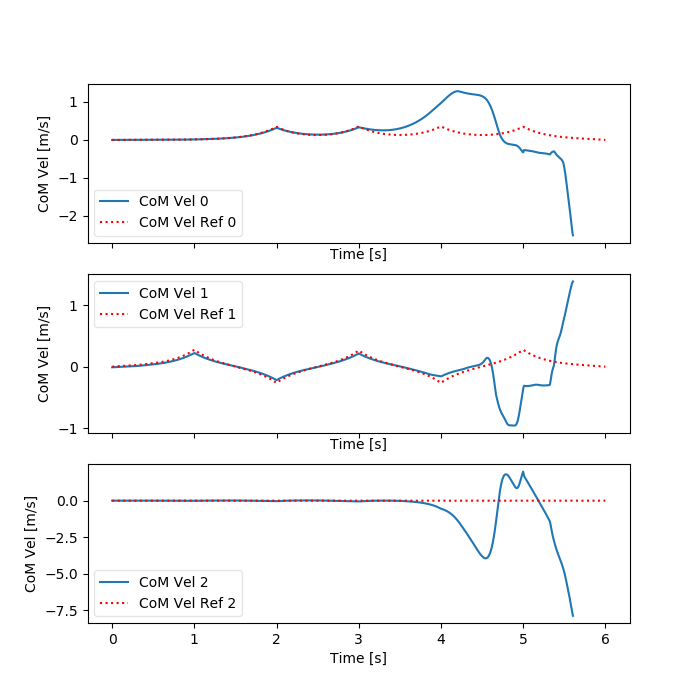 CoM Vel [m/s]
1
0
−1
−2
CoM Vel 0
CoM Vel Ref 0
Time [s]
CoM Vel [m/s]
1
0
−1
CoM Vel 1
CoM Vel Ref 1
Time [s]
CoM Vel [m/s]
0.0
−2.5
−5.0
−7.5
CoM Vel 2
CoM Vel Ref 2
0 1 2 3 4 5 6
Time [s]